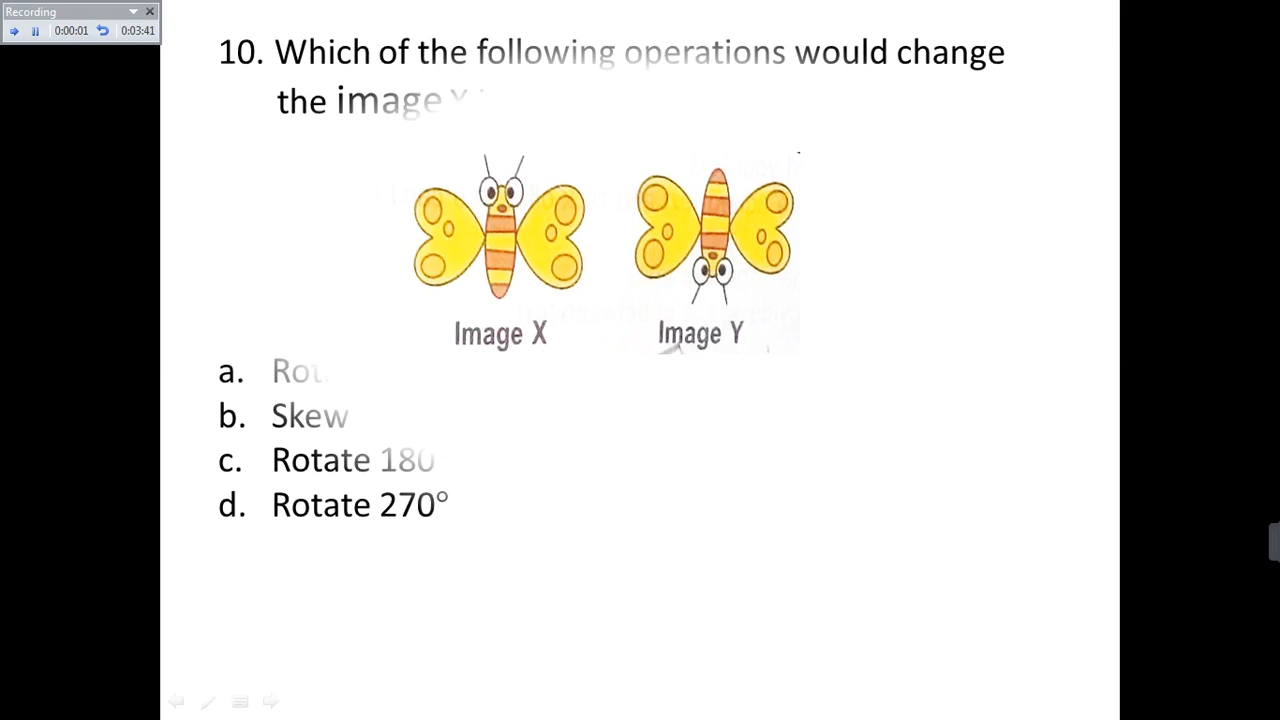 Recording
0:00:01
0:03:41
10. Which of the following operations would change
the image
Image X
Image Y
a.
b. Skew
c. Rotate 180
d. Rotate 270°